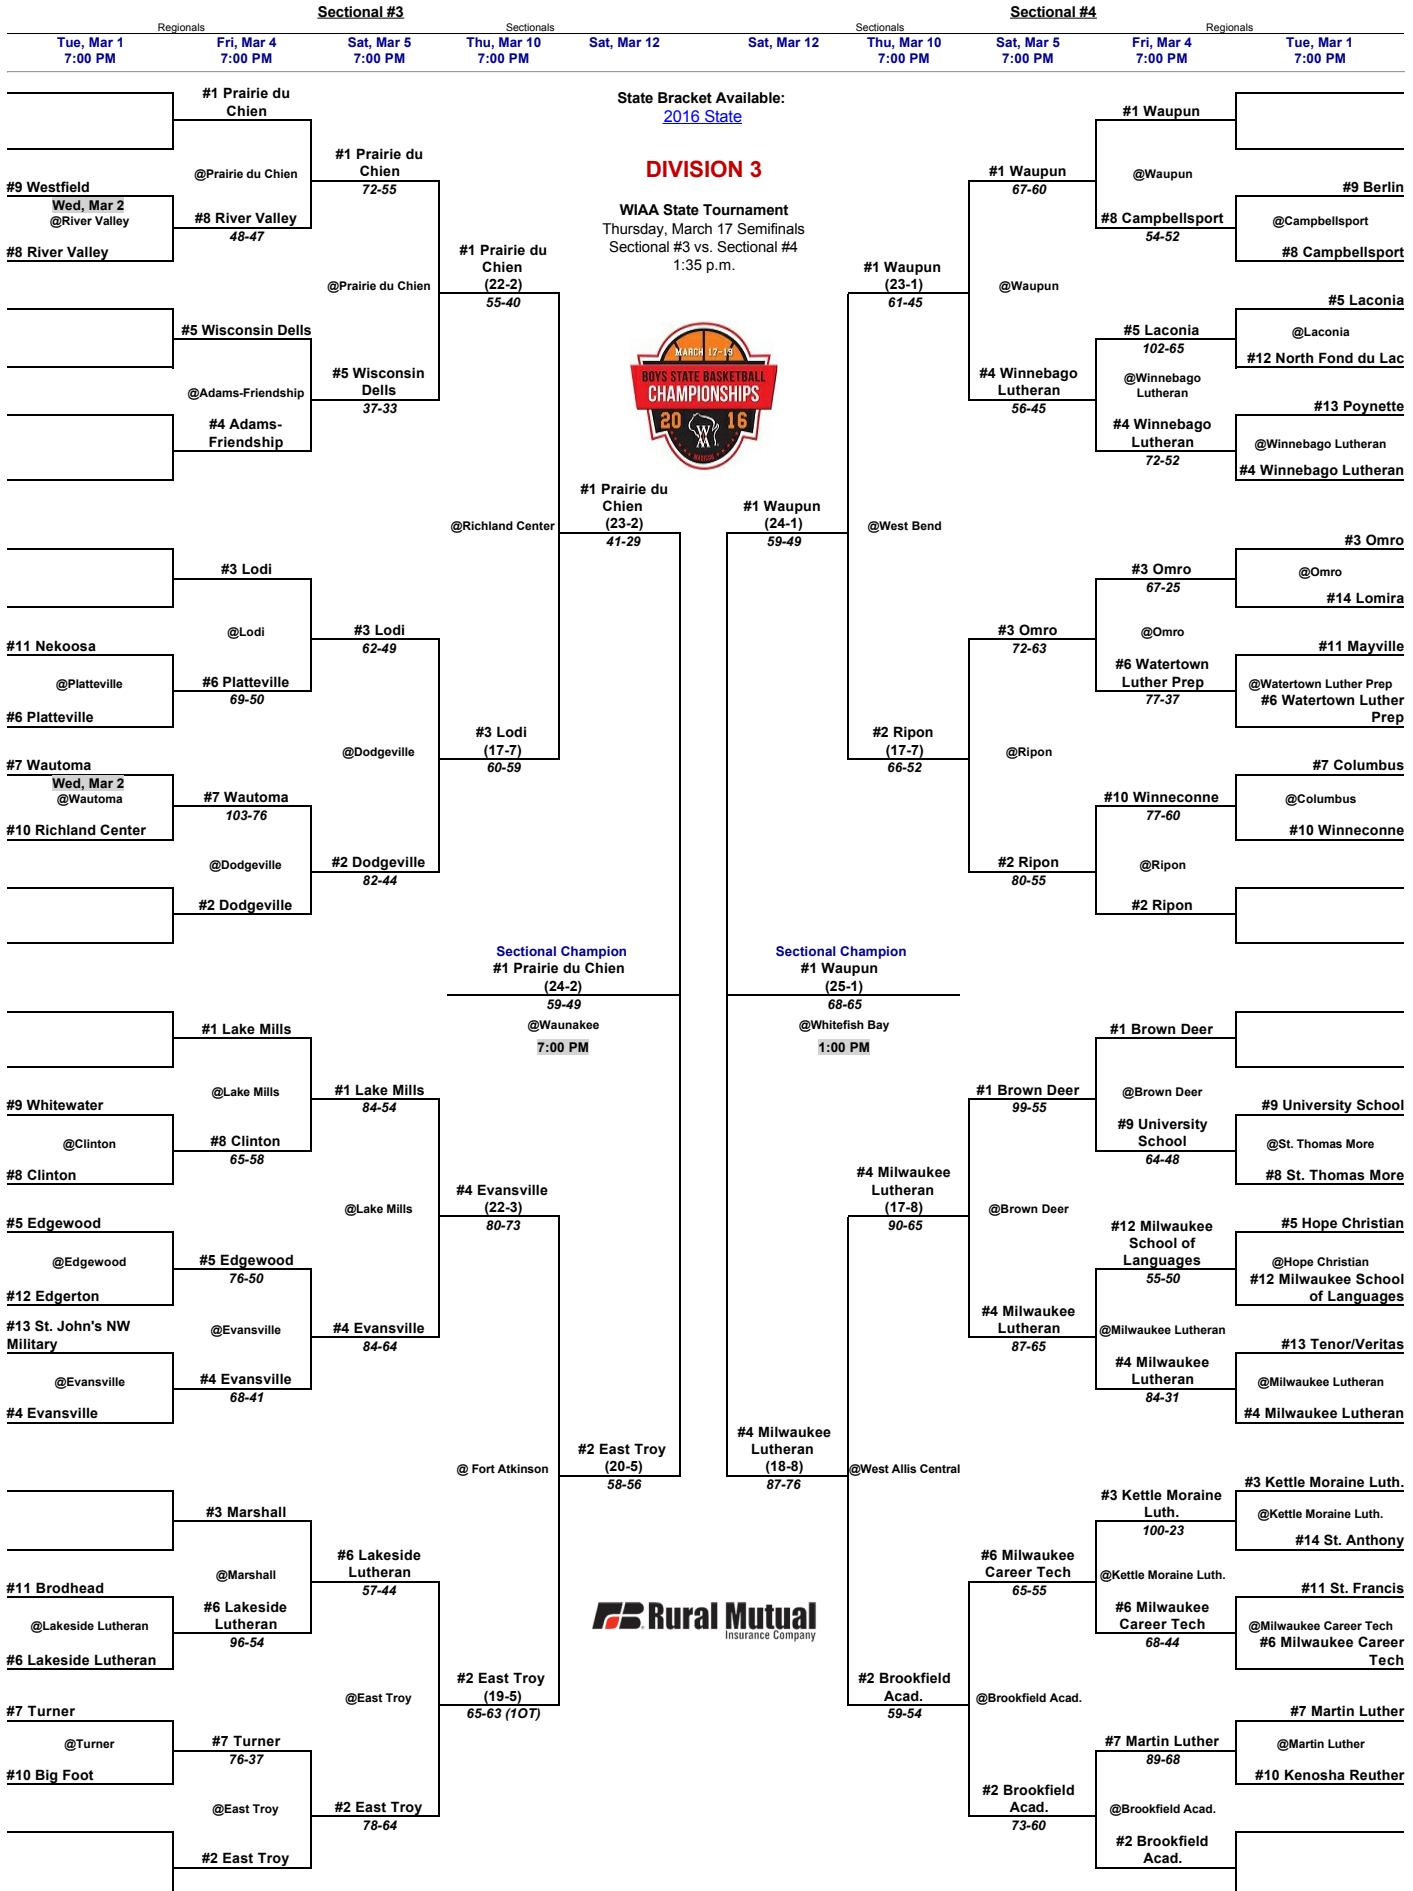 Sectional #3
Sectional #4
Regionals
Sectionals
Sectionals
Regionals
Tue, Mar 1
7:00 PM
Fri, Mar 4
7:00 PM
Sat, Mar 5
7:00 PM
Thu, Mar 10
7:00 PM
Sat, Mar 12
Sat, Mar 12
Thu, Mar 10
7:00 PM
Sat, Mar 5
7:00 PM
Fri, Mar 4
7:00 PM
Tue, Mar 1
7:00 PM
State Bracket Available:
2016 State
DIVISION 3
WIAA State Tournament
Thursday, March 17 Semifinals
Sectional #3 vs. Sectional #4
1:35 p.m.
MARCH 17-19
BOYS STATE BASKETBALL
CHAMPIONSHIPS
20 16
W
MADISON
#9 Westfield
Wed, Mar 2
@River Valley
#8 River Valley
#11 Nekoosa
@Platteville
#6 Platteville
#7 Wautoma
Wed, Mar 2
@Wautoma
#10 Richland Center
#9 Whitewater
@Clinton
#8 Clinton
#5 Edgewood
@Edgewood
#12 Edgerton
#13 St. John's NW
Military
@Evansville
#4 Evansville
#11 Brodhead
@Lakeside Lutheran
#6 Lakeside Lutheran
#7 Turner
@Turner
#10 Big Foot
#1 Prairie du
Chien
@Prairie du Chien
#8 River Valley
48-47
#5 Wisconsin Dells
@Adams-Friendship
#4 Adams-
Friendship
#3 Lodi
@Lodi
#6 Platteville
69-50
#7 Wautoma
103-76
@Dodgeville
#2 Dodgeville
#1 Lake Mills
@Lake Mills
#8 Clinton
65-58
#5 Edgewood
76-50
@Evansville
#4 Evansville
68-41
#3 Marshall
@Marshall
#6 Lakeside
Lutheran
96-54
#7 Turner
76-37
@East Troy
#2 East Troy
#1 Prairie du
Chien
72-55
@Prairie du Chien
#5 Wisconsin
Dells
37-33
#3 Lodi
62-49
@Dodgeville
#2 Dodgeville
82-44
#1 Lake Mills
84-54
@Lake Mills
#4 Evansville
84-64
#6 Lakeside
Lutheran
57-44
@East Troy
#2 East Troy
78-64
#1 Prairie du
Chien
(22-2)
55-40
@Richland Center
#3 Lodi
(17-7)
60-59
#4 Evansville
(22-3)
80-73
@ Fort Atkinson
#2 East Troy
(19-5)
65-63 (1OT)
#1 Prairie du
Chien
(23-2)
41-29
Sectional Champion
#1 Prairie du Chien
(24-2)
59-49
@Waunakee
7:00 PM
#2 East Troy
(20-5)
58-56
#1 Waupun
(24-1)
59-49
Sectional Champion
#1 Waupun
(25-1)
68-65
@Whitefish Bay
1:00 PM
#4 Milwaukee
Lutheran
(18-8)
87-76
Rural Mutual
Insurance Company
#1 Waupun
(23-1)
61-45
@West Bend
#2 Ripon
(17-7)
66-52
#4 Milwaukee
Lutheran
(17-8)
90-65
@West Allis Central
#2 Brookfield
Acad.
59-54
#1 Waupun
67-60
@Waupun
#4 Winnebago
Lutheran
56-45
#3 Omro
72-63
@Ripon
#2 Ripon
80-55
#1 Brown Deer
99-55
@Brown Deer
#4 Milwaukee
Lutheran
87-65
#6 Milwaukee
Career Tech
65-55
@Brookfield Acad.
#2 Brookfield
Acad.
73-60
#1 Waupun
@Waupun
#8 Campbellsport
54-52
#5 Laconia
102-65
@Winnebago
Lutheran
#4 Winnebago
Lutheran
72-52
#3 Omro
67-25
@Omro
#6 Watertown
Luther Prep
77-37
#10 Winneconne
77-60
@Ripon
#2 Ripon
#1 Brown Deer
@Brown Deer
#9 University
School
64-48
#12 Milwaukee
School of
Languages
55-50
@Milwaukee Lutheran
#4 Milwaukee
Lutheran
84-31
#3 Kettle Moraine
Luth.
100-23
@Kettle Moraine Luth.
#6 Milwaukee
Career Tech
68-44
#7 Martin Luther
89-68
@Brookfield Acad.
#2 Brookfield
Acad.
#9 Berlin
@Campbellsport
#8 Campbellsport
#5 Laconia
@Laconia
#12 North Fond du Lac
#13 Poynette
@Winnebago Lutheran
#4 Winnebago Lutheran
#3 Omro
@Omro
#14 Lomira
#11 Mayville
@Watertown Luther Prep
#6 Watertown Luther
Prep
#7 Columbus
@Columbus
#10 Winneconne
#9 University School
@St. Thomas More
#8 St. Thomas More
#5 Hope Christian
@Hope Christian
#12 Milwaukee School
of Languages
#13 Tenor/Veritas
@Milwaukee Lutheran
#4 Milwaukee Lutheran
#3 Kettle Moraine Luth.
@Kettle Moraine Luth.
#14 St. Anthony
#11 St. Francis
@Milwaukee Career Tech
#6 Milwaukee Career
Tech
#7 Martin Luther
@Martin Luther
#10 Kenosha Reuther